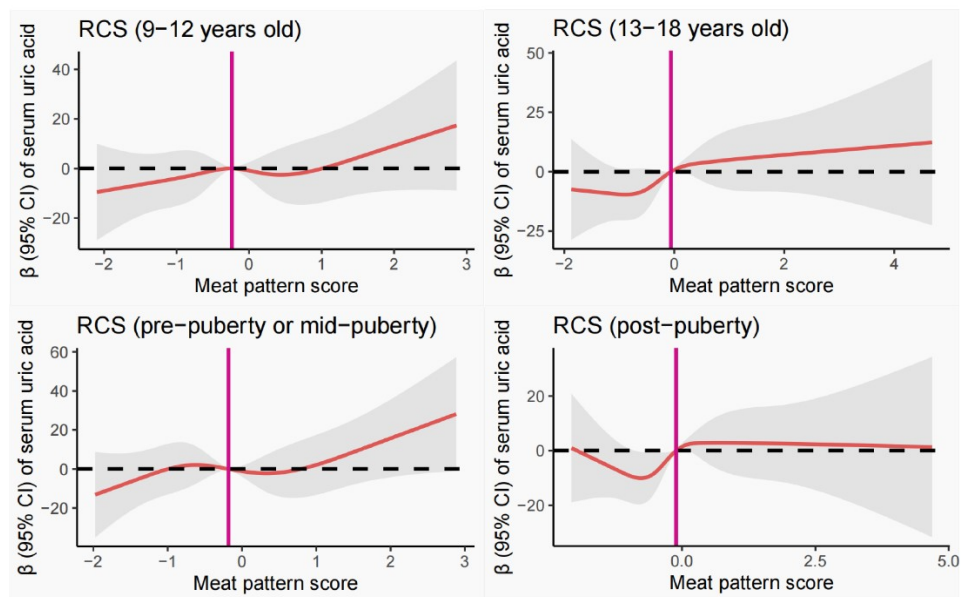 RCS (9−12 years old)
β (95% CI) of serum uric acid
40
20
0
−20
−2
−1
0
1
2
3
Meat pattern score
RCS (13−18 years old)
β (95% CI) of serum uric acid
50
25
0
−25
−2
0
2
4
Meat pattern score
RCS (pre−puberty or mid−puberty)
β (95% CI) of serum uric acid
60
40
20
0
−20
−2
−1
0
1
2
3
Meat pattern score
RCS (post−puberty)
β (95% CI) of serum uric acid
20
0
−20
0.0
2.5
5.0
Meat pattern score